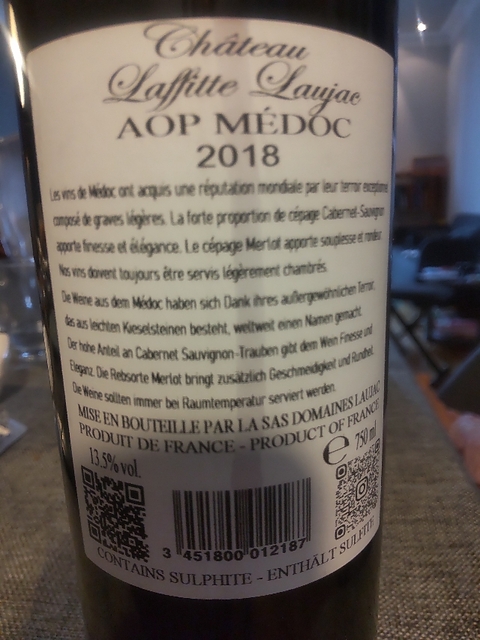 Château
Laffitte Laujac
AOP MÉDOC
2018
Les vins de Médoc ont acquis une réputation mondiale par leur terroir exceptionnel
composé de graves légères. La forte proportion de cépage Cabernet-Sauvignon
apporte finesse et élégance. Le cépage Merlot apporte souplesse et rondeur.
Nos vins doivent toujours être servis légèrement chambrés.
Die Weine aus dem Médoc haben sich Dank ihres außergewöhnlichen Terroir,
das aus leichten Kieselsteinen besteht, weltweit einen Namen gemacht.
Der hohe Anteil an Cabernet Sauvignon-Trauben gibt dem Wein Finesse und
Eleganz. Die Rebsorte Merlot bringt zusätzlich Geschmeidigkeit und Rundheit.
Die Weine sollten immer bei Raumtemperatur serviert werden.
MISE EN BOUTEILLE PAR LA SAS DOMAINES LAUJAC
PRODUIT DE FRANCE - PRODUCT OF FRANCE
13.5% vol.
e 750 ml
3 451800 012187
CONTAINS SULPHITE - ENTHÄLT SULFITE